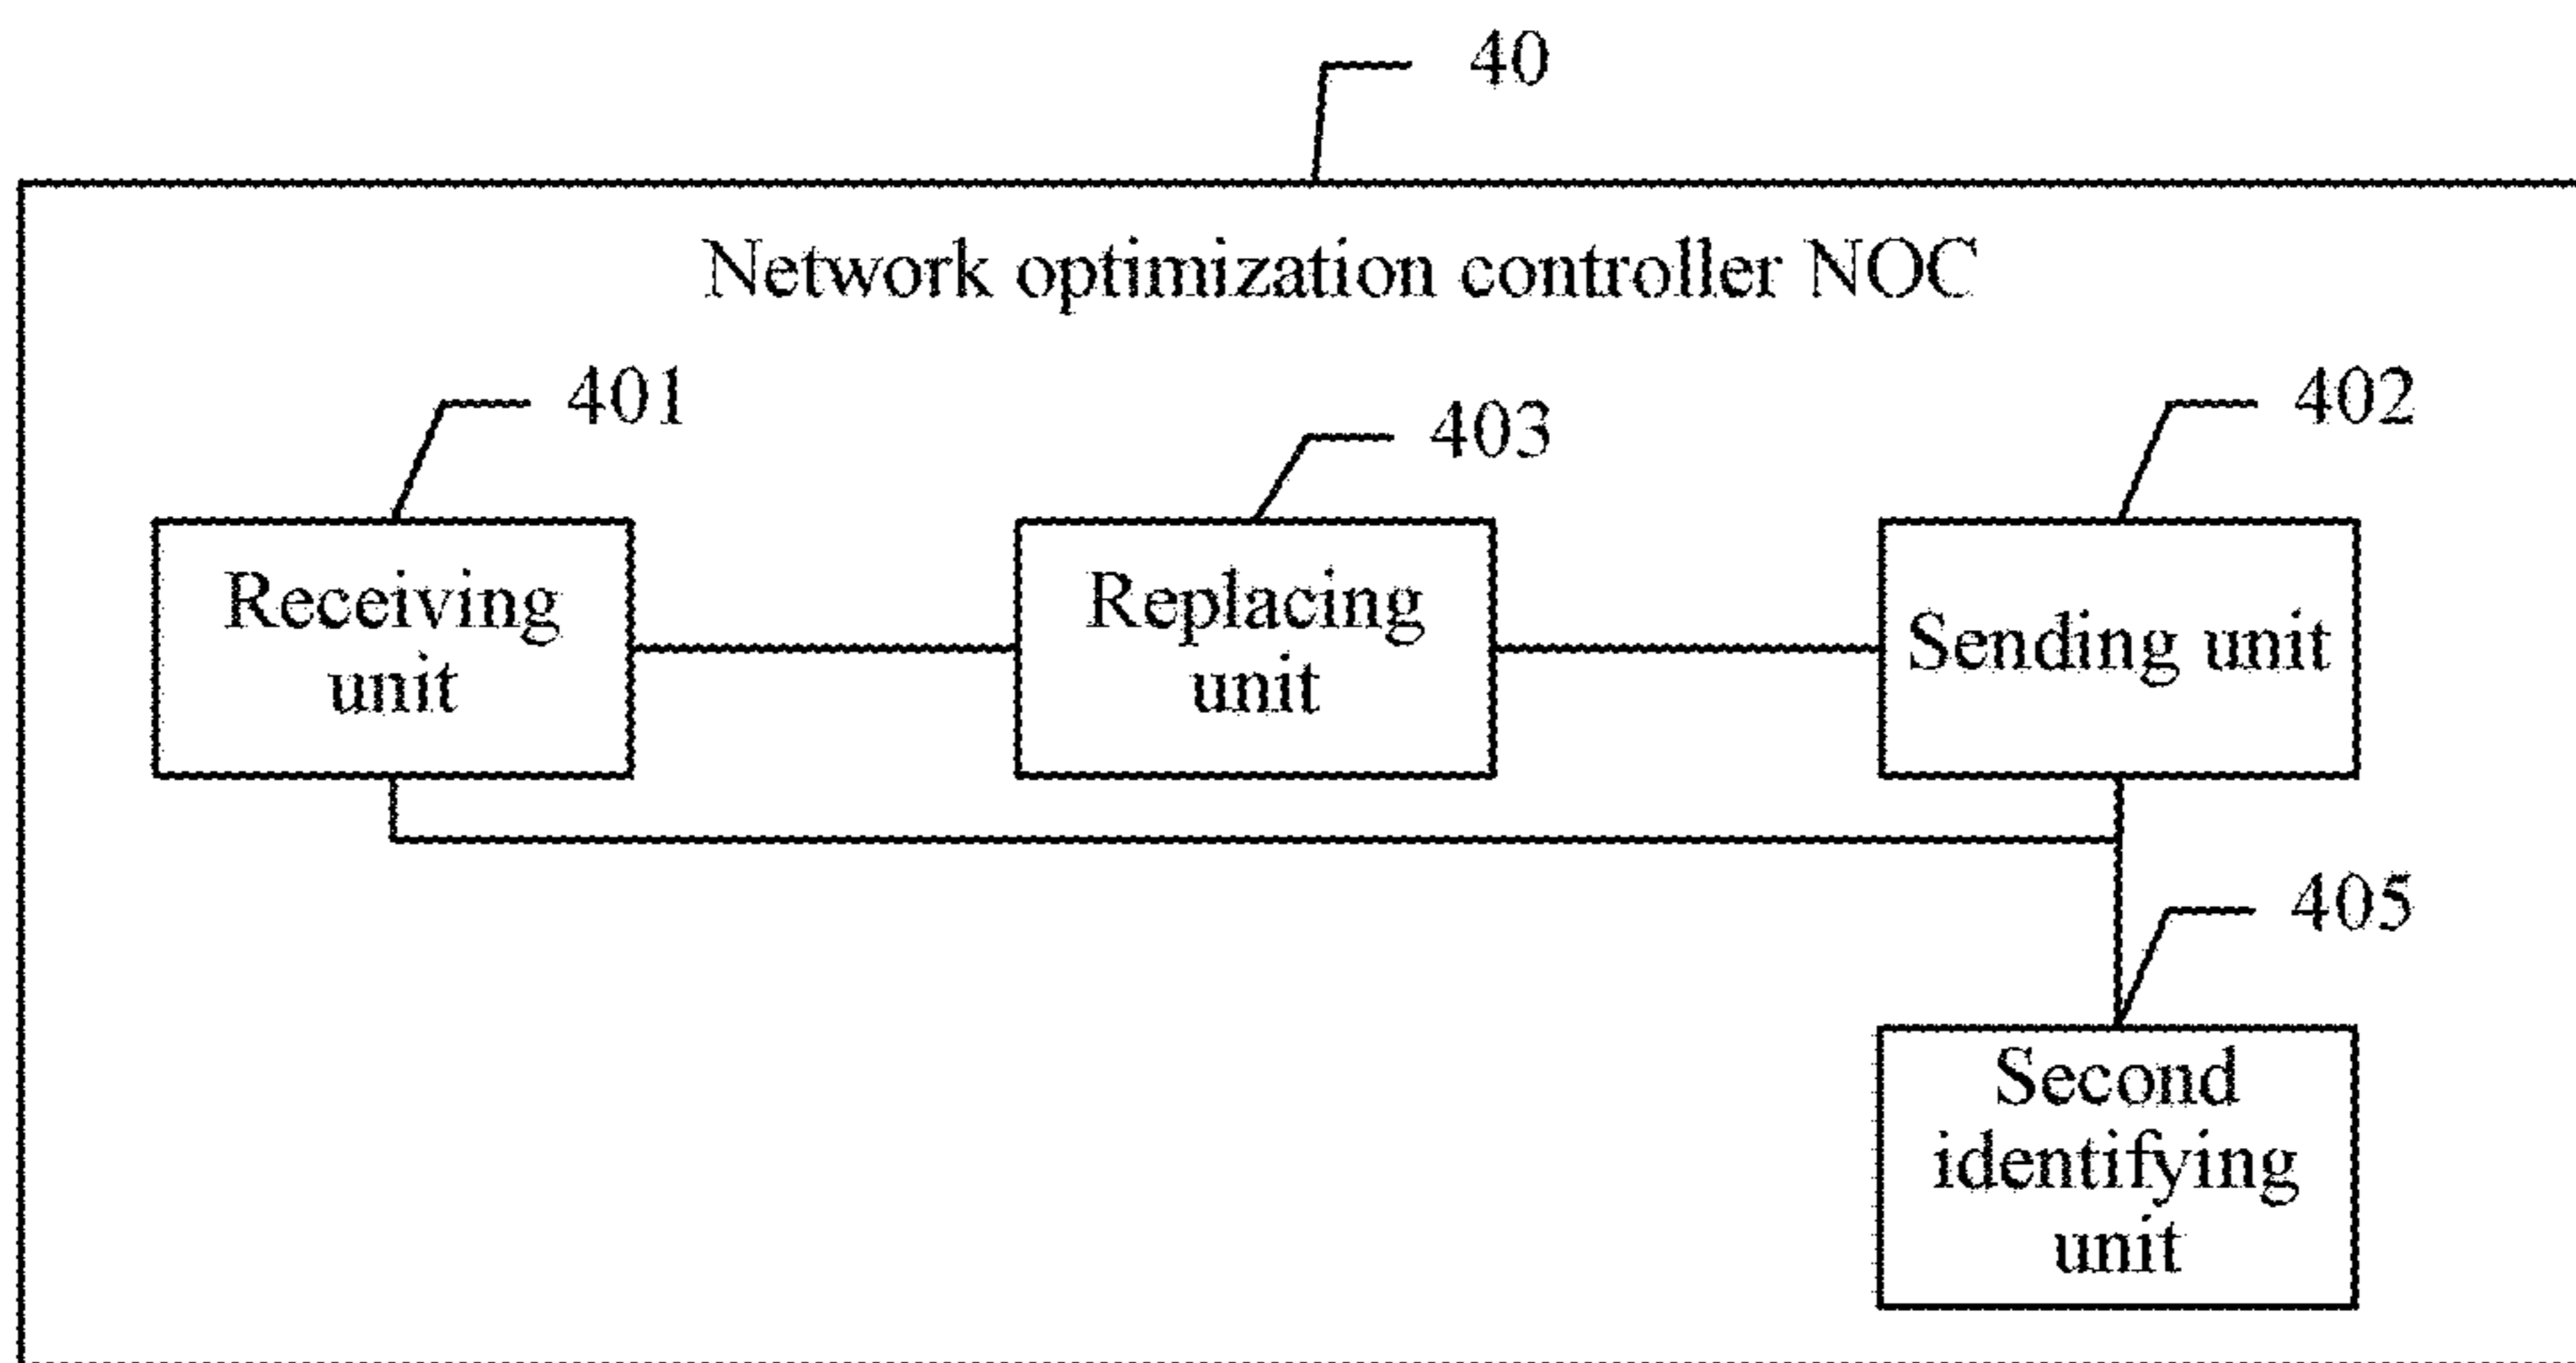 40
Network optimization controller NOC
401
403
402
Receiving
unit
Replacing
unit
Sending unit
405
Second
identifying
unit